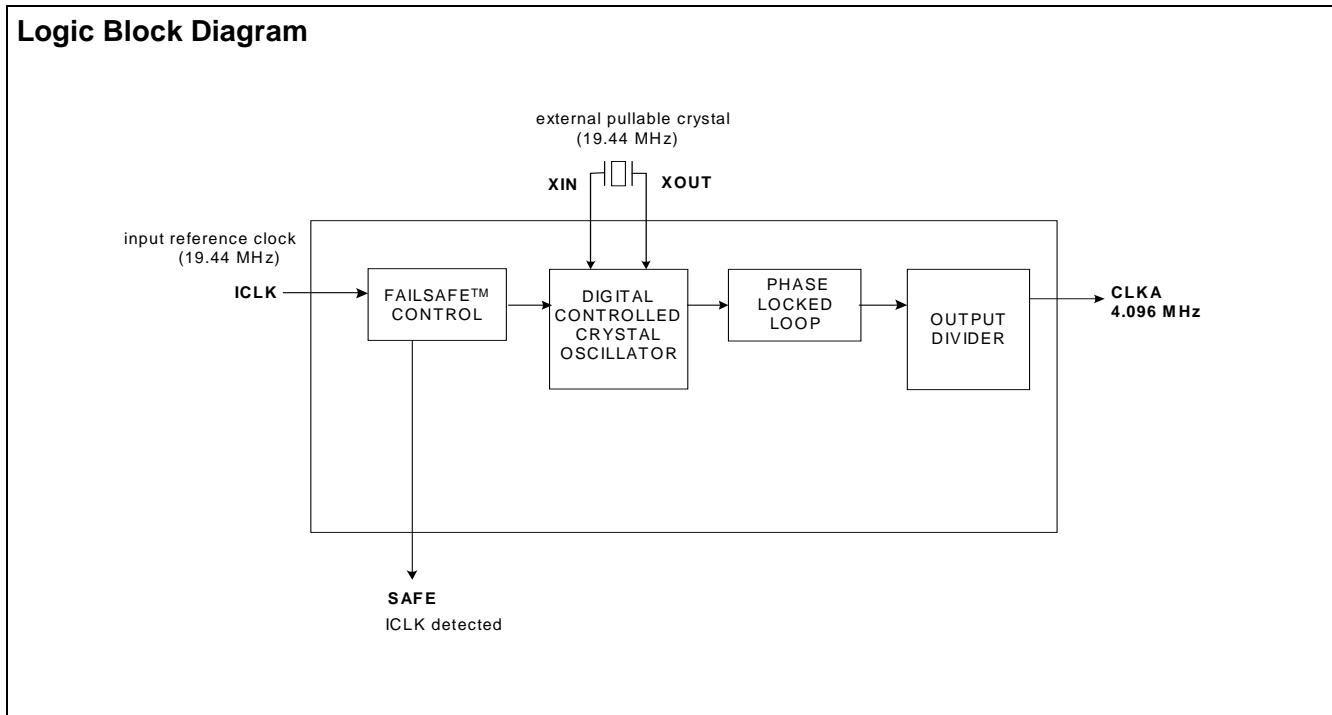 Logic Block Diagram
external pullable crystal
(19.44 MHz)
XIN
XOUT
input reference clock
(19.44 MHz)
ICLK
FAILSAFE™
CONTROL
DIGITAL
CONTROLLED
CRYSTAL
OSCILLATOR
PHASE
LOCKED
LOOP
OUTPUT
DIVIDER
CLKA
4.096 MHz
SAFE
ICLK detected